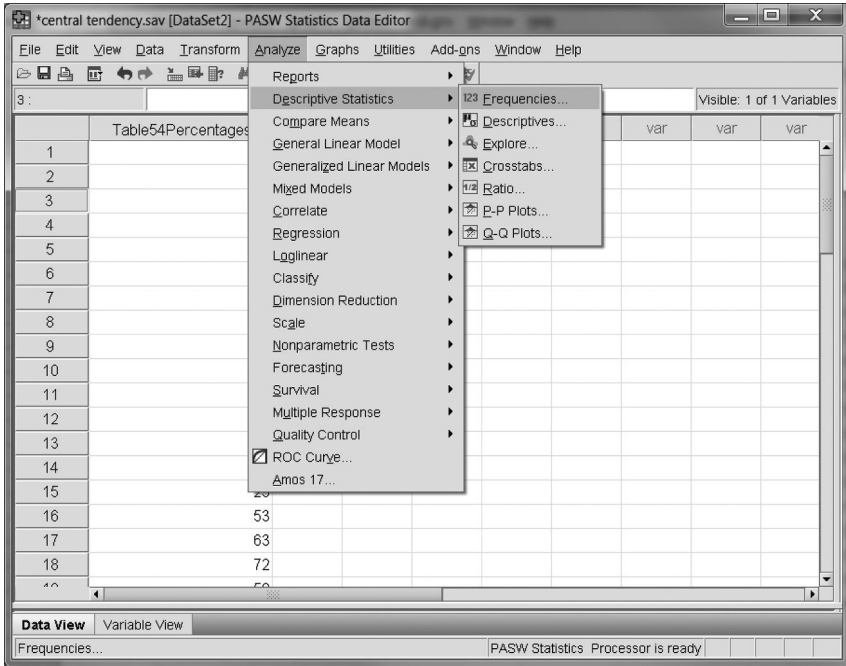 *central tendency.sav [DataSet2] - PASW Statistics Data Editor
File Edit View Data Transform Analyze Graphs Utilities Add-ons Window Help
3 :
Visible: 1 of 1 Variables
Table54Percentages
var var var
1
2
3
4
5
6
7
8
9
10
11
12
13
14
15
16 53
17 63
18 72
Reports
Descriptive Statistics
Compare Means
General Linear Model
Generalized Linear Models
Mixed Models
Correlate
Regression
Loglinear
Classify
Dimension Reduction
Scale
Nonparametric Tests
Forecasting
Survival
Multiple Response
Quality Control
ROC Curve...
Amos 17...
123 Frequencies...
Descriptives...
Explore...
Crosstabs...
1/2 Ratio...
P-P Plots...
Q-Q Plots...
Data View Variable View
Frequencies...
PASW Statistics Processor is ready